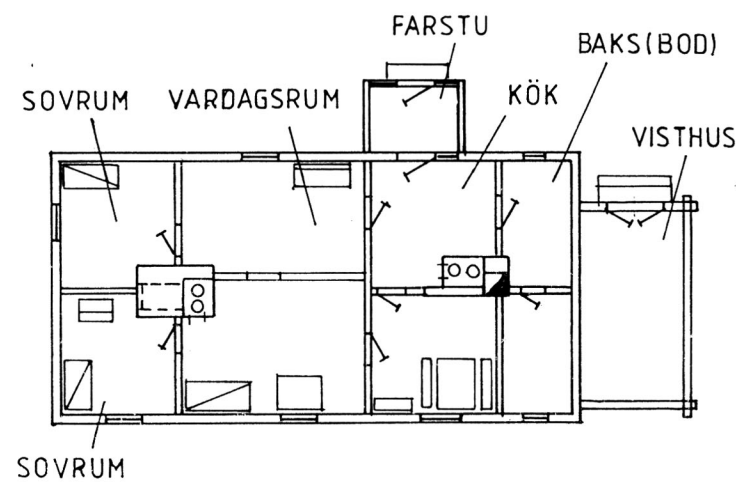 FARSTU
BAKS(BOD)
SOVRUM
VARDAGSRUM
KÖK
VISTHUS
SOVRUM